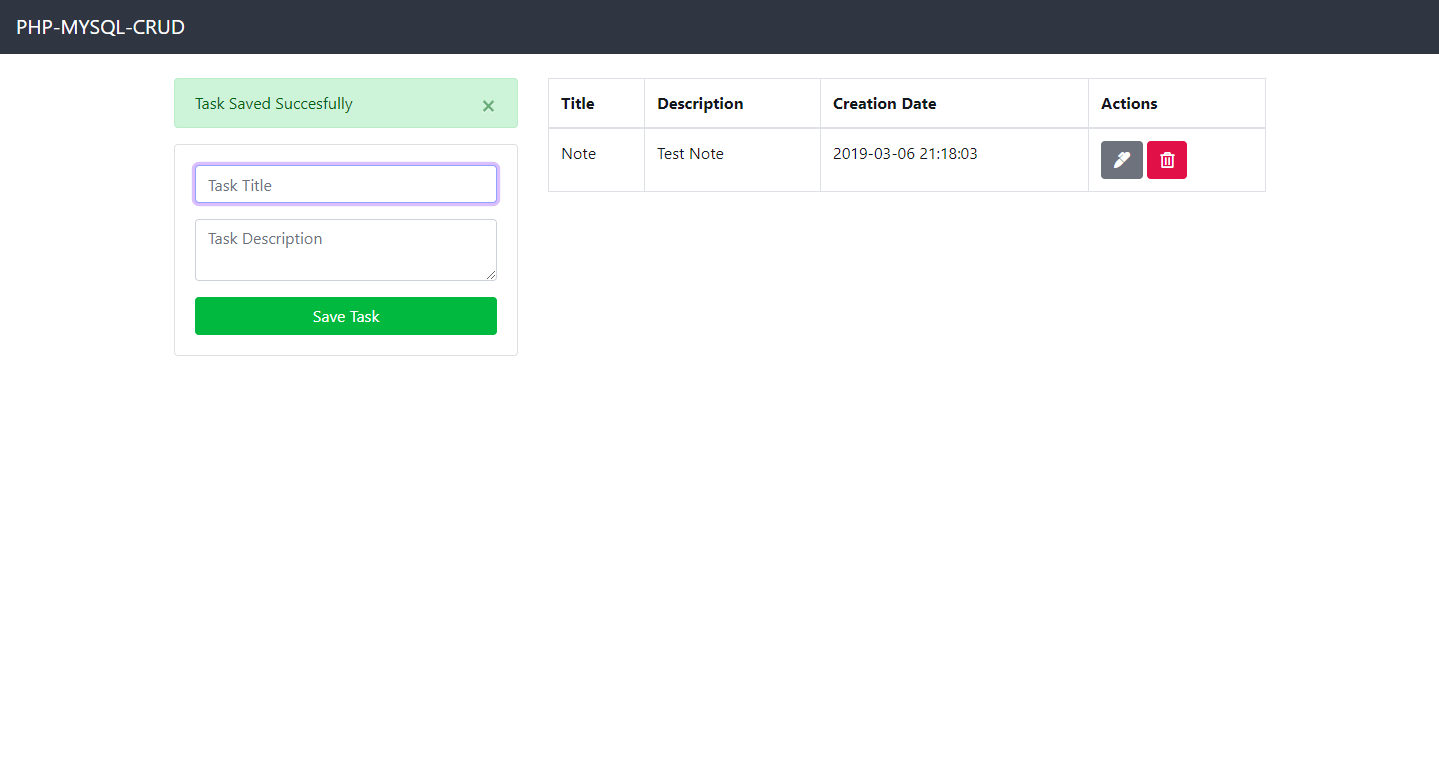 PHP-MYSQL-CRUD
Task Saved Succesfully ×
Task Title
Task Description
Save Task
Title Description Creation Date Actions
Note Test Note 2019-03-06 21:18:03